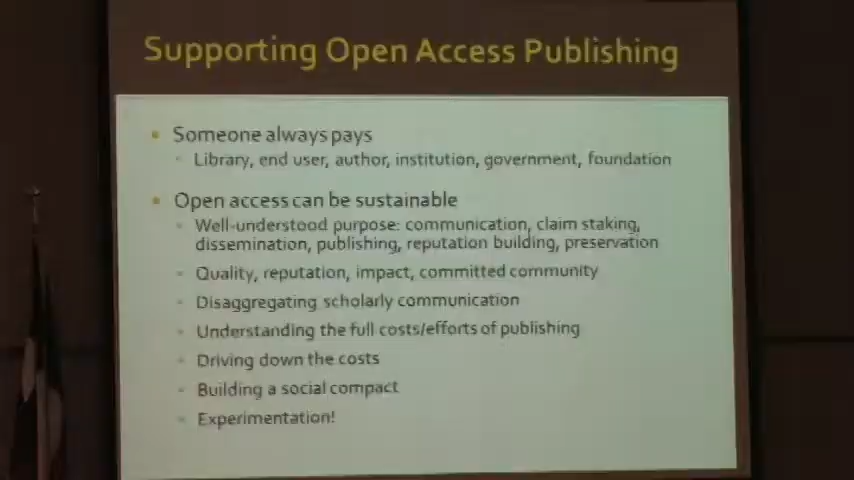 Supporting Open Access Publishing
Someone always pays
Library, end user, author, institution, government, foundation
Open access can be sustainable
Well-understood purpose: communication, claim staking,
dissemination, publishing, reputation building, preservation
Quality, reputation, impact, committed community
Disaggregating scholarly communication
Understanding the full costs/efforts of publishing
Driving down the costs
Building a social compact
Experimentation!